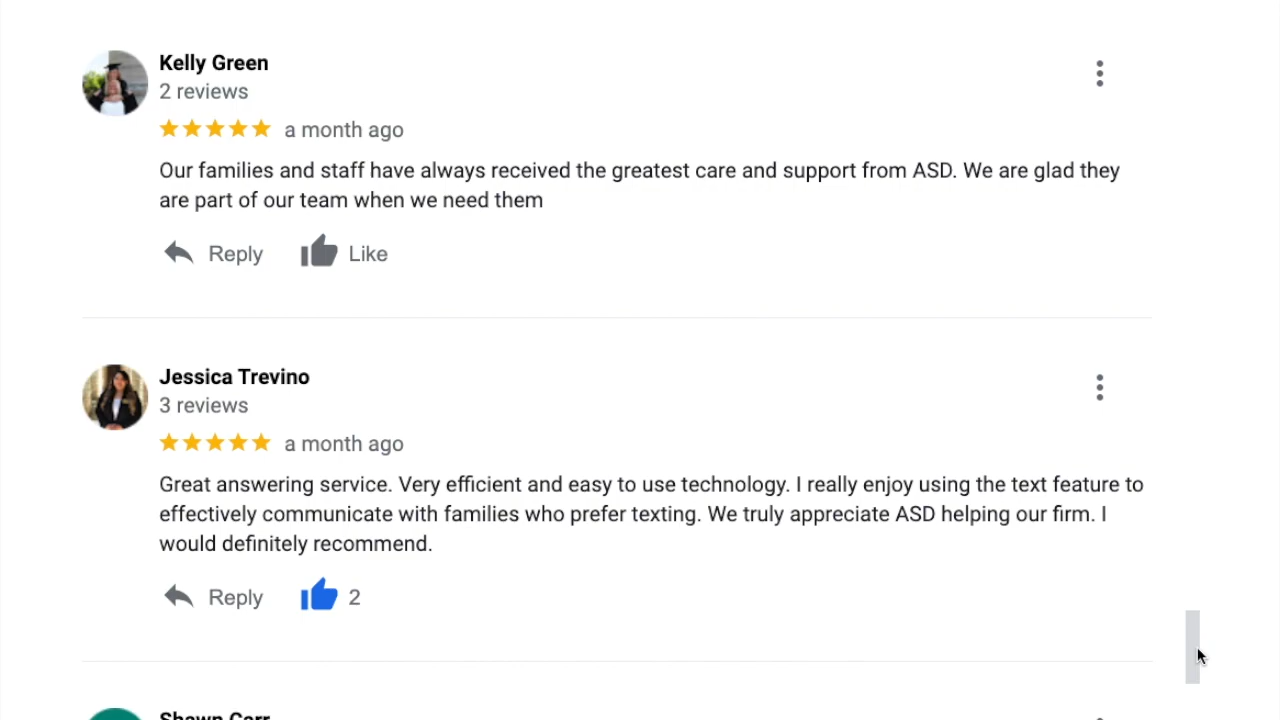 Kelly Green
2 reviews
a month ago
Our families and staff have always received the greatest care and support from ASD. We are glad they
are part of our team when we need them
Reply Like
Jessica Trevino
3 reviews
a month ago
Great answering service. Very efficient and easy to use technology. I really enjoy using the text feature to
effectively communicate with families who prefer texting. We truly appreciate ASD helping our firm. I
would definitely recommend.
Reply 2
Shawn Carr